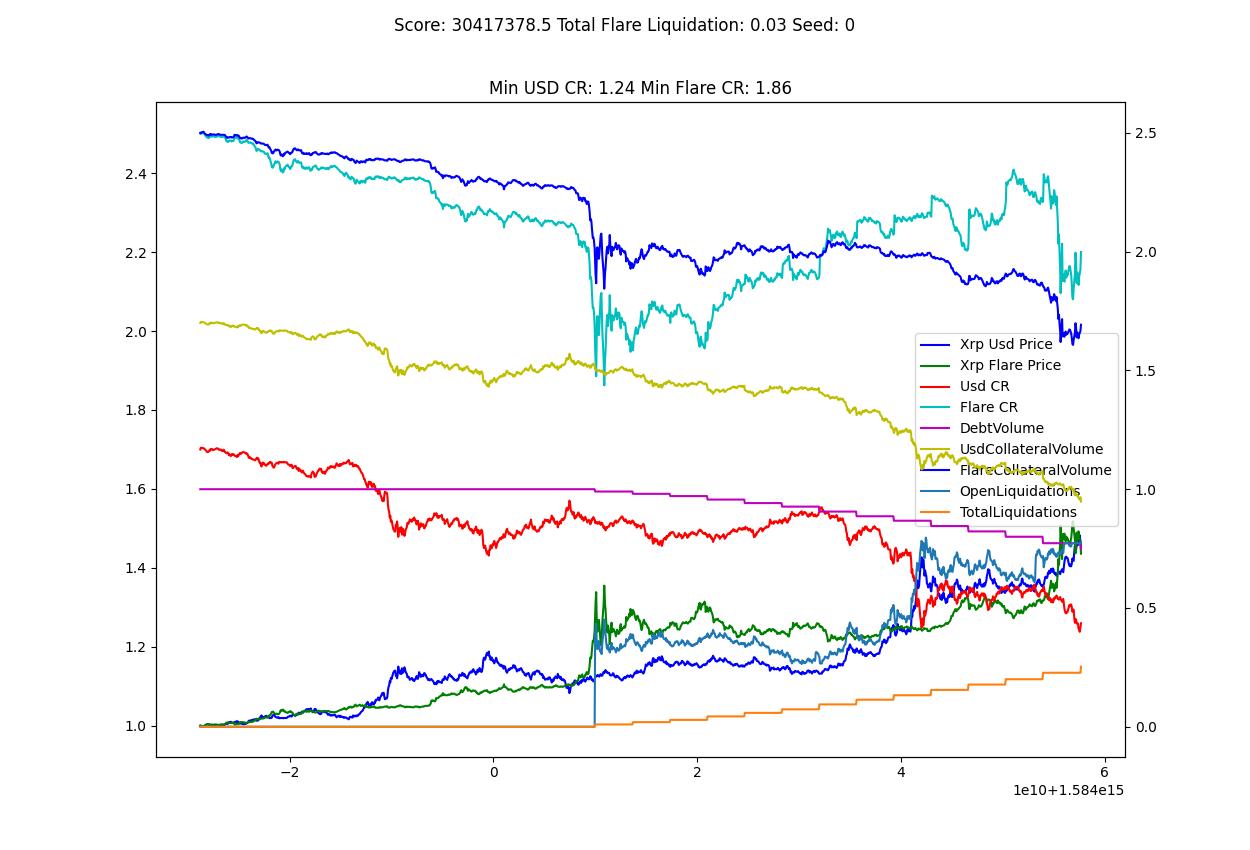 Score: 30417378.5 Total Flare Liquidation: 0.03 Seed: 0
Min USD CR: 1.24 Min Flare CR: 1.86
2.4
2.2
2.0
1.8
1.6
1.4
1.2
1.0
2.5
2.0
1.5
1.0
0.5
0.0
Xrp Usd Price
Xrp Flare Price
Usd CR
Flare CR
DebtVolume
UsdCollateralVolume
FlareCollateralVolume
OpenLiquidations
TotalLiquidations
−2 0 2 4 6
1e10+1.584e15